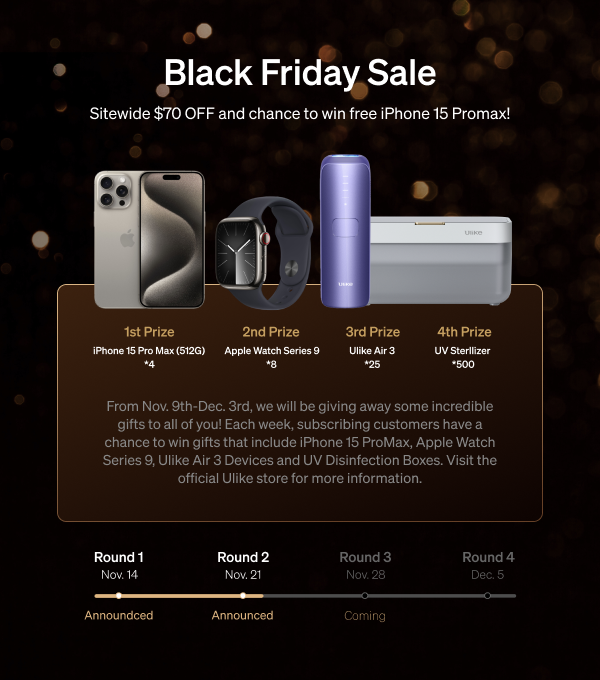 Black Friday Sale
Sitewide $70 OFF and chance to win free iPhone 15 Promax!
Ulike
Ulike
1st Prize
2nd Prize
3rd Prize
4th Prize
iPhone 15 Pro Max (512G)
Apple Watch Series 9
Ulike Air 3
UV Sterllizer
*4
*8
*25
*500
From Nov. 9th-Dec. 3rd, we will be giving away some incredible
gifts to all of you! Each week, subscribing customers have a
chance to win gifts that include iPhone 15 ProMax, Apple Watch
Series 9, Ulike Air 3 Devices and UV Disinfection Boxes. Visit the
official Ulike store for more information.
Round 1
Round 2
Round 3
Round 4
Nov. 14
Nov. 21
Nov. 28
Dec. 5
Announdced
Announced
Coming